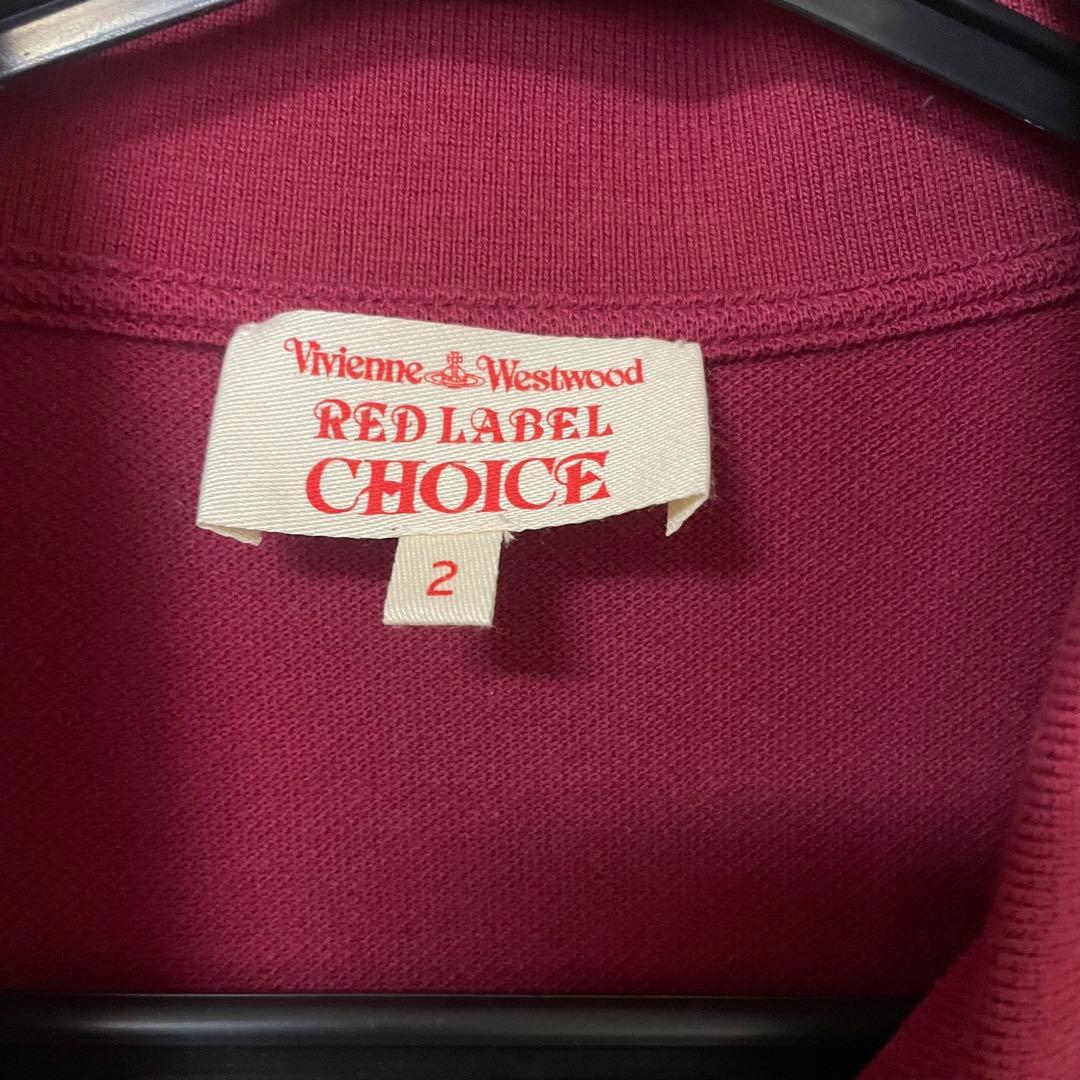 Vivienne Westwood
RED LABEL
CHOICE
2